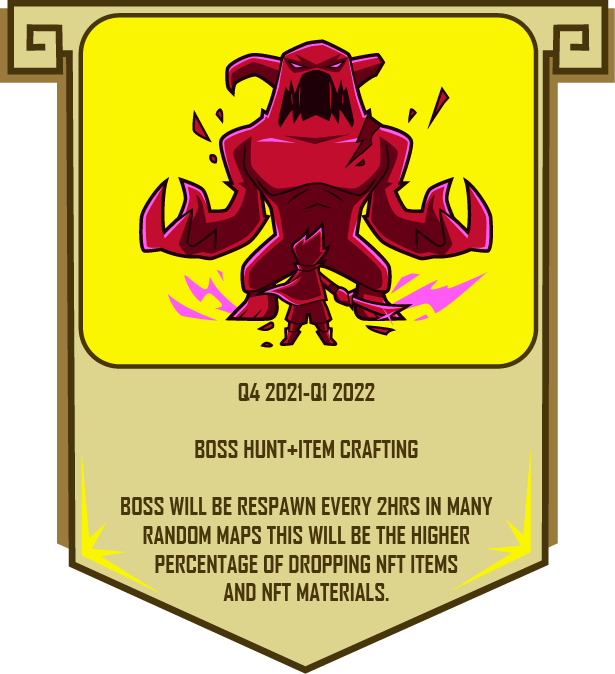 Q4 2021-Q1 2022
BOSS HUNT+ITEM CRAFTING
BOSS WILL BE RESPAWN EVERY 2HRS IN MANY
RANDOM MAPS THIS WILL BE THE HIGHER
PERCENTAGE OF DROPPING NFT ITEMS
AND NFT MATERIALS.